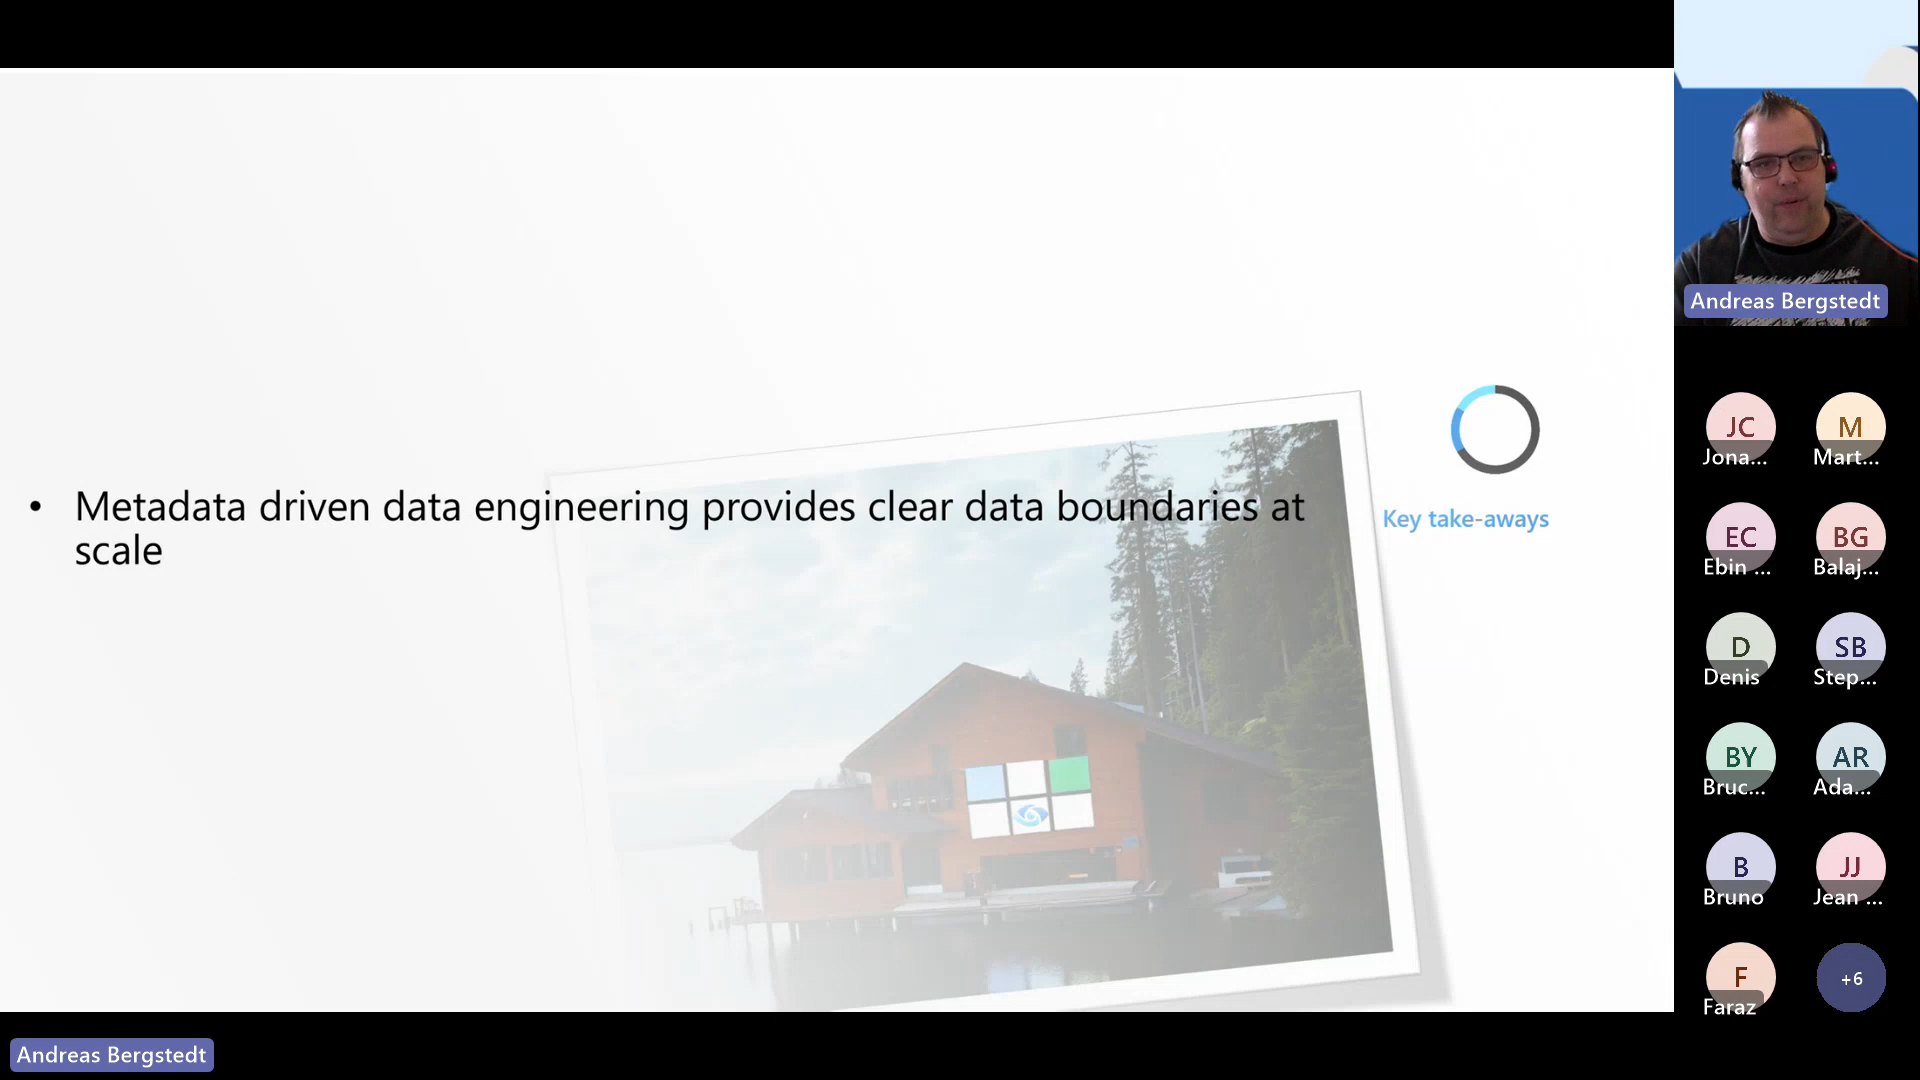 • Metadata driven data engineering provides clear data boundaries at
scale
Key take-aways
Andreas Bergstedt
JC
Jona...
M
Mart...
EC
Ebin ...
BG
Balaj...
D
Denis
SB
Step...
BY
Bruc...
AR
Ada...
B
Bruno
JJ
Jean ...
F
Faraz
+6
Andreas Bergstedt